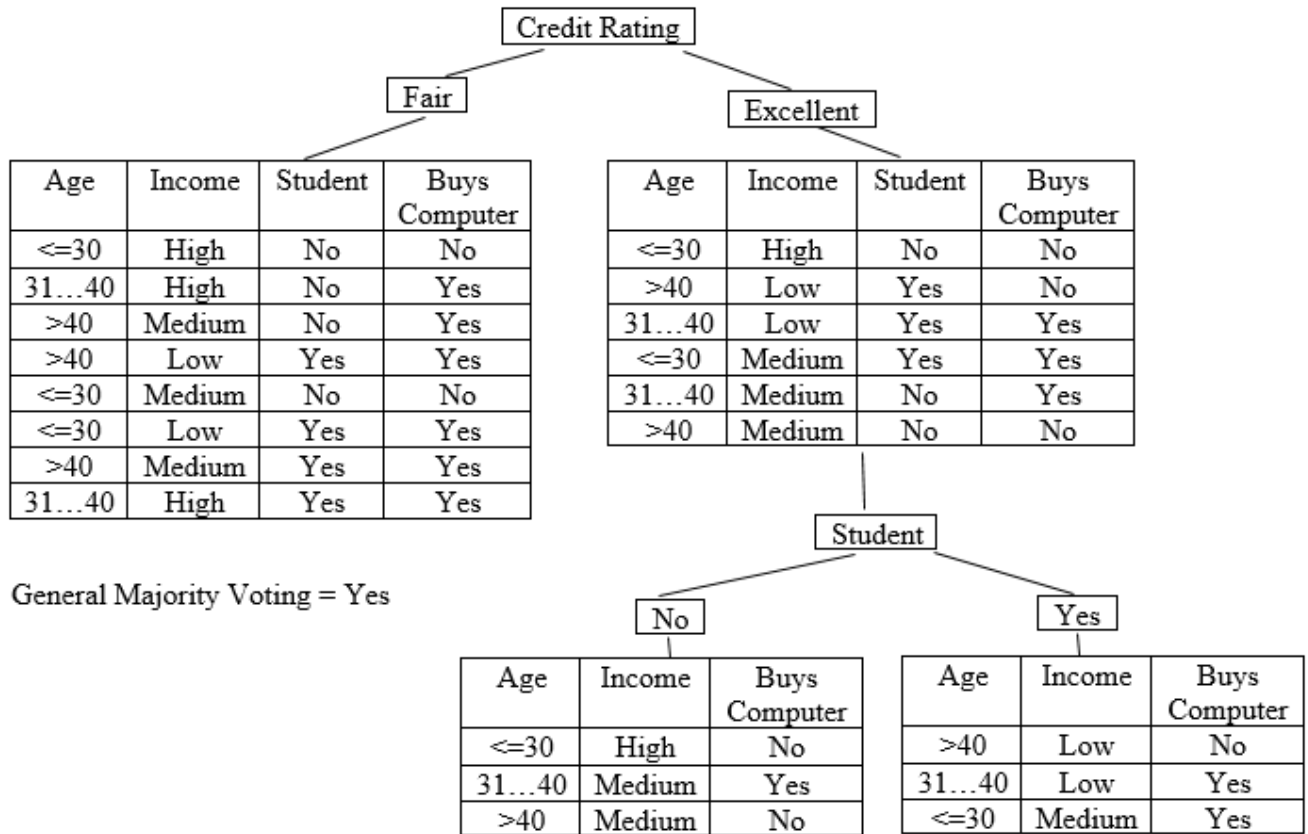 Credit Rating
Fair
Excellent
Age Income Student Buys Computer
<=30 High No No
31...40 High No Yes
>40 Medium No Yes
>40 Low Yes Yes
<=30 Medium No No
<=30 Low Yes Yes
>40 Medium Yes Yes
31...40 High Yes Yes
Age Income Student Buys Computer
<=30 High No No
>40 Low Yes No
31...40 Low Yes Yes
<=30 Medium Yes Yes
31...40 Medium No Yes
>40 Medium No No
Student
General Majority Voting = Yes
No
Yes
Age Income Buys Computer
<=30 High No
31...40 Medium Yes
>40 Medium No
Age Income Buys Computer
>40 Low No
31...40 Low Yes
<=30 Medium Yes